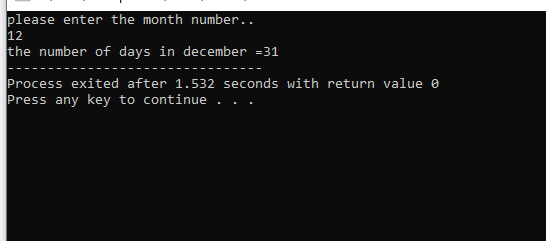 please enter the month number..
12
the number of days in december =31
--------------------------------
Process exited after 1.532 seconds with return value 0
Press any key to continue . . .